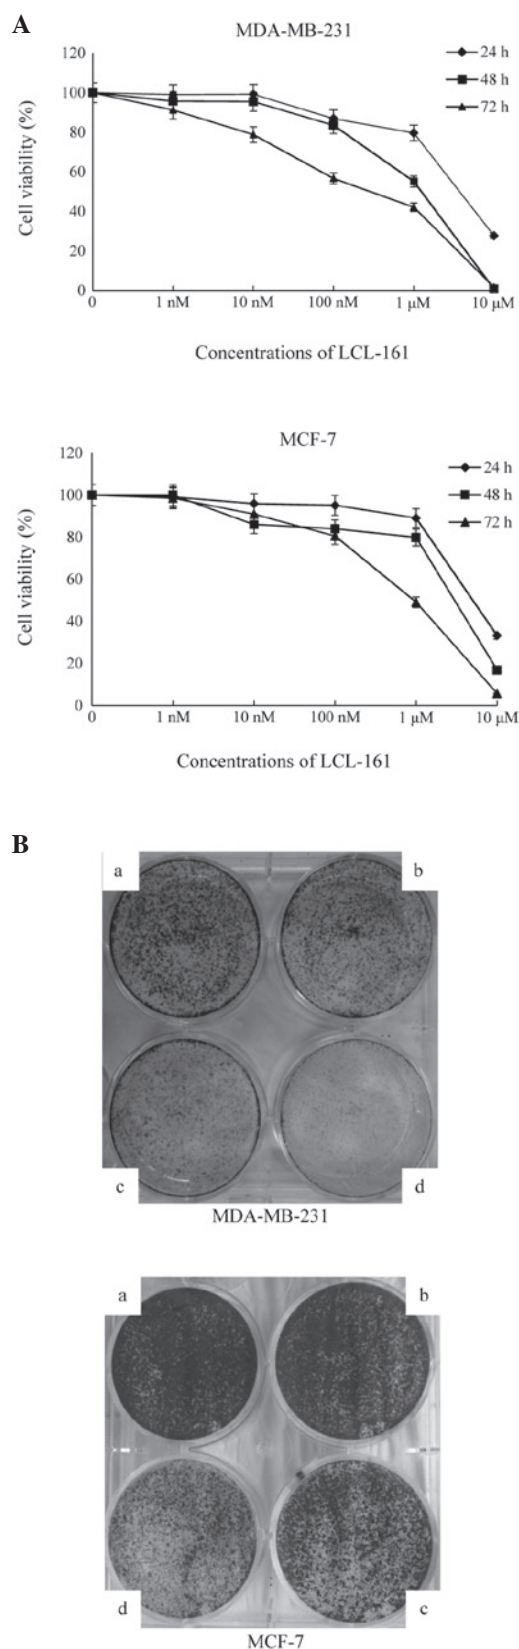 A
MDA-MB-231
120
100
80
60
40
20
0
Cell viability (%)
24 h
48 h
72 h
0 1 nM 10 nM 100 nM 1 μM 10 μM
Concentrations of LCL-161
MCF-7
120
100
80
60
40
20
0
Cell viability (%)
24 h
48 h
72 h
0 1 nM 10 nM 100 nM 1 μM 10 μM
Concentrations of LCL-161
B
a b
c d
MDA-MB-231
a b
d c
MCF-7